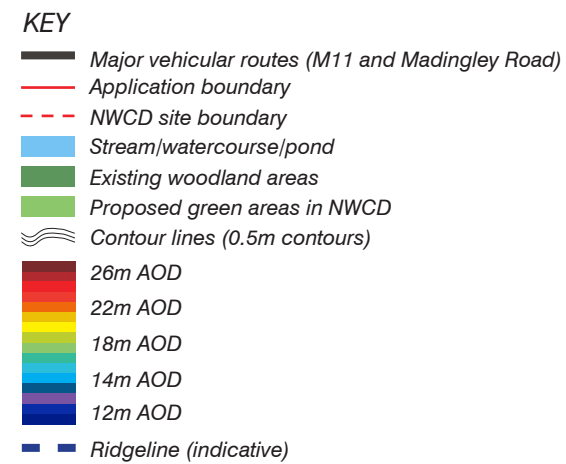 KEY
Major vehicular routes (M11 and Madingley Road)
Application boundary
NWCD site boundary
Stream/watercourse/pond
Existing woodland areas
Proposed green areas in NWCD
Contour lines (0.5m contours)
26m AOD
22m AOD
18m AOD
14m AOD
12m AOD
Ridgeline (indicative)